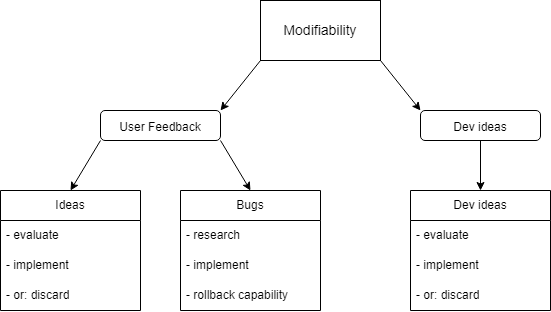 Modifiability
User Feedback
Dev ideas
Ideas
- evaluate
- implement
- or: discard
Bugs
- research
- implement
- rollback capability
Dev ideas
- evaluate
- implement
- or: discard